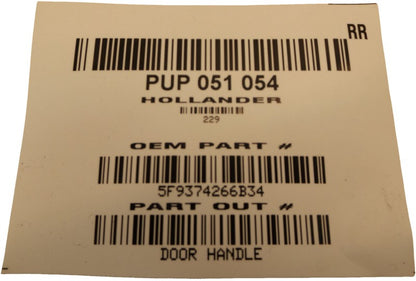 RR
PUP 051 054
HOLLANDER
229
OEM PART #
5F9374266B34
PART OUT #
DOOR HANDLE